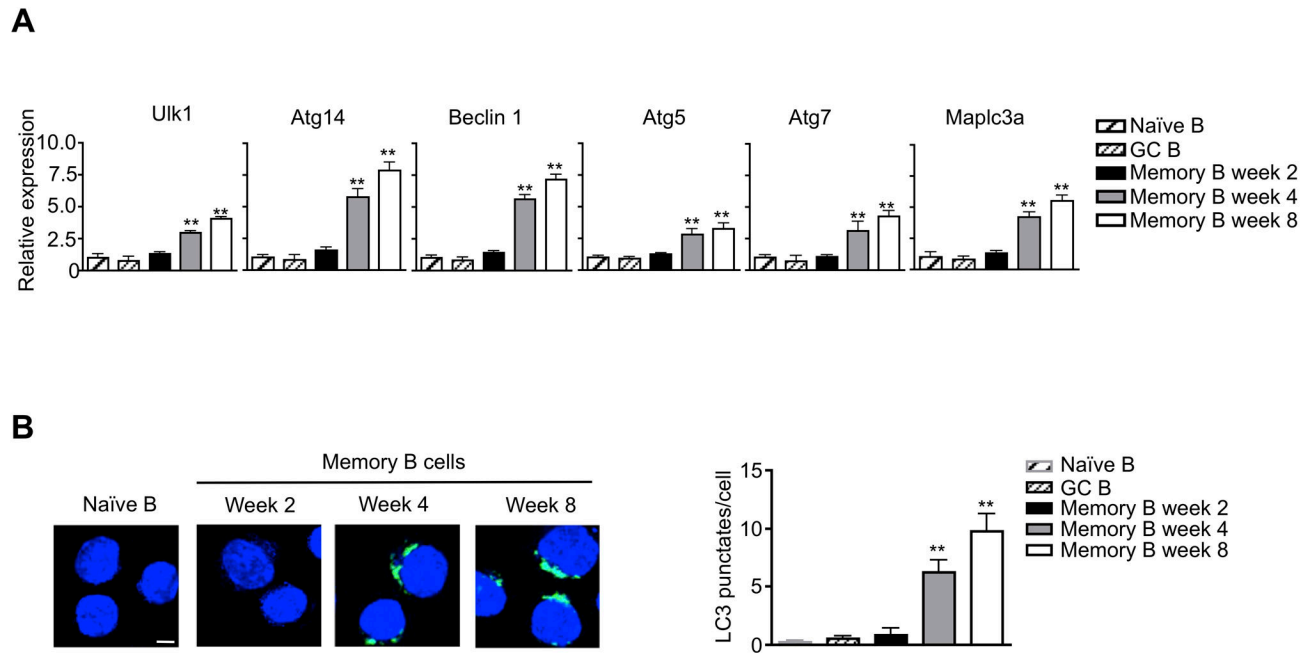 A
Ulk1
Atg14
Beclin 1
Atg5
Atg7
Maplc3a
Relative expression
10.0
7.5
5.0
2.5
0
**
**
**
**
**
**
**
**
**
**
**
**
Naïve B
GC B
Memory B week 2
Memory B week 4
Memory B week 8
B
Memory B cells
Naïve B
Week 2
Week 4
Week 8
LC3 punctates/cell
15
10
5
0
**
**
Naïve B
GC B
Memory B week 2
Memory B week 4
Memory B week 8